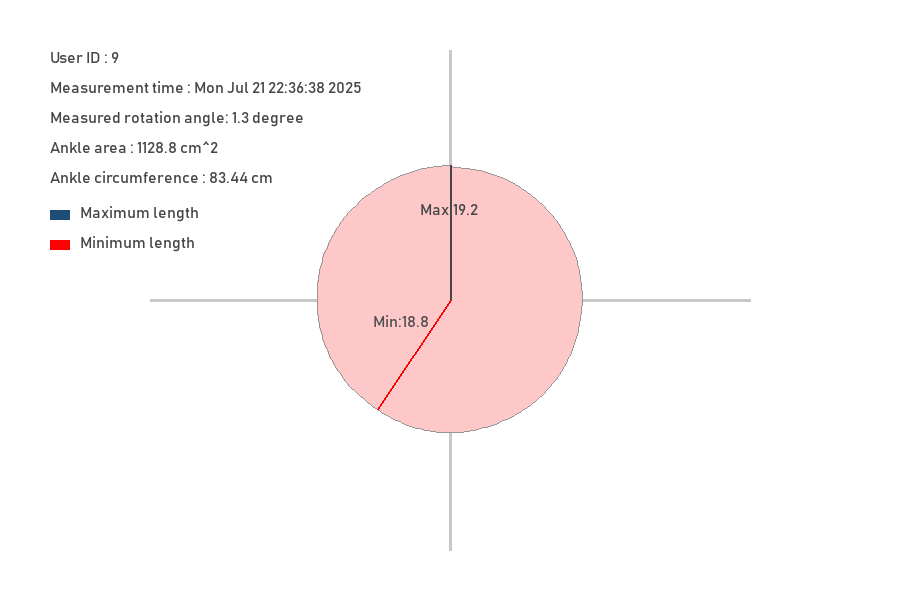 User ID : 9
Measurement time : Mon Jul 21 22:36:38 2025
Measured rotation angle: 1.3 degree
Ankle area : 1128.8 cm^2
Ankle circumference : 83.44 cm
Maximum length
Minimum length
Max:19.2
Min:18.8